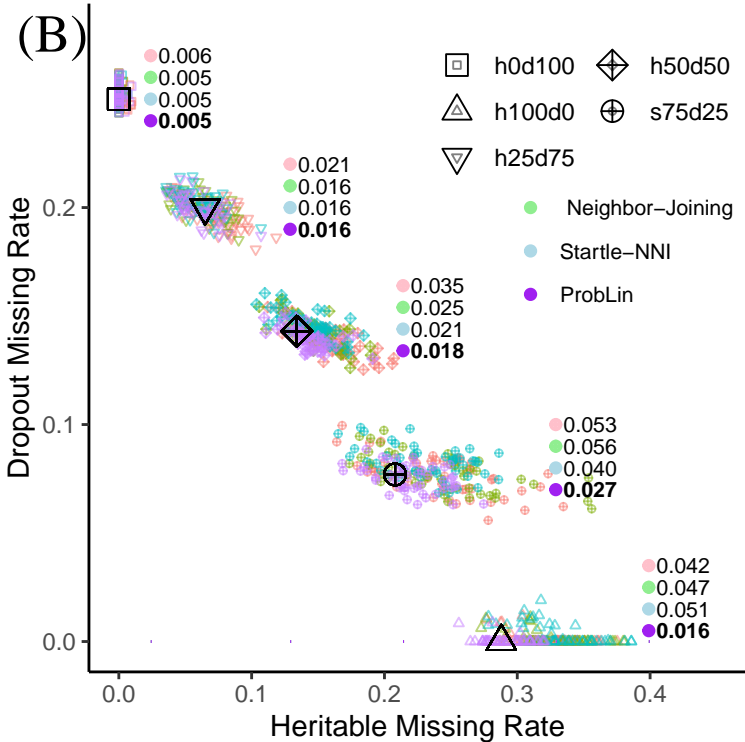 (B)
0.006
0.005
0.005
0.005
h0d100
h50d50
h100d0
s75d25
h25d75
0.021
0.016
0.016
0.016
Neighbor-Joining
Startle-NNI
ProbLin
0.035
0.025
0.021
0.018
0.053
0.056
0.040
0.027
0.042
0.047
0.051
0.016
0.2
0.1
0.0
Dropout Missing Rate
0.0
0.1
0.2
0.3
0.4
Heritable Missing Rate